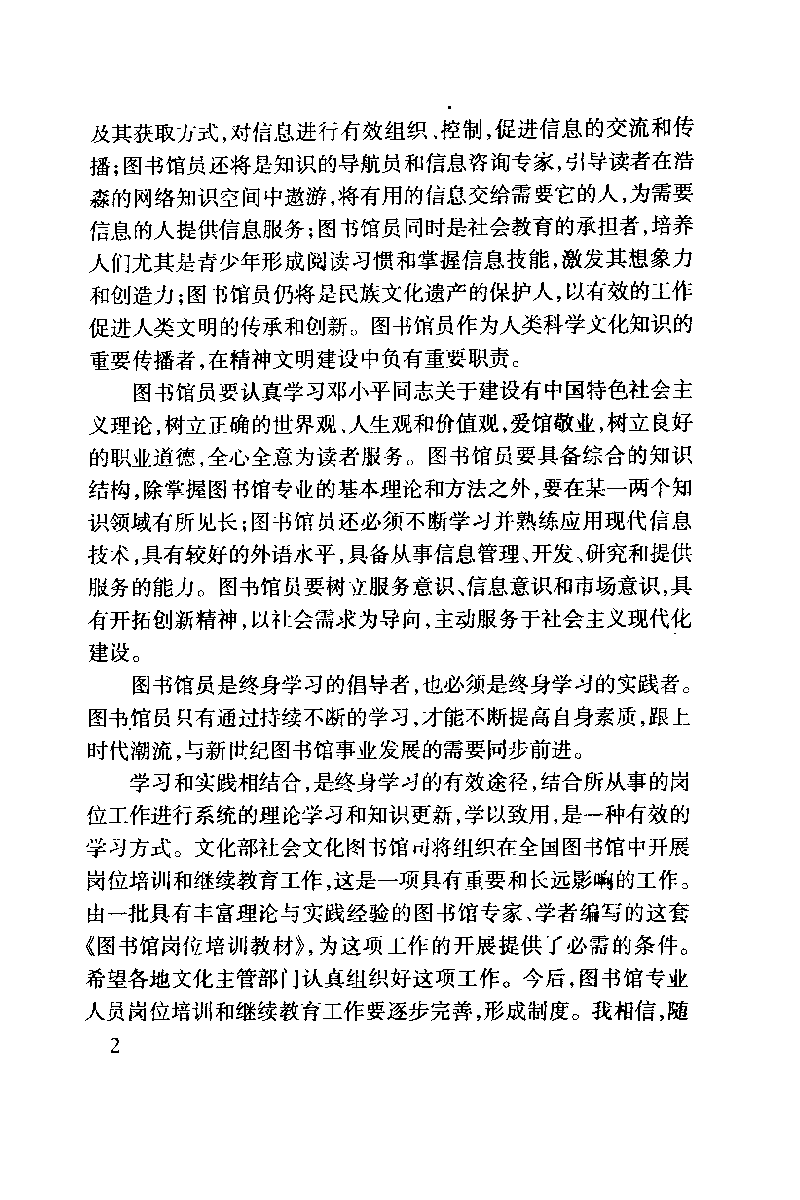 及其获取方式,对信息进行有效组织、控制,促进信息的交流和传
播;图书馆员还将是知识的导航员和信息咨询专家,引导读者在浩
淼的网络知识空间中遨游,将有用的信息交给需要它的人,为需要
信息的人提供信息服务;图书馆员同时是社会教育的承担者,培养
人们尤其是青少年形成阅读习惯和掌握信息技能,激发其想象力
和创造力;图书馆员仍将是民族文化遗产的保护人,以有效的工作
促进人类文明的传承和创新。图书馆员作为人类科学文化知识的
重要传播者,在精神文明建设中负有重要职责。
图书馆员要认真学习邓小平同志关于建设有中国特色社会主
义理论,树立正确的世界观、人生观和价值观,爱馆敬业,树立良好
的职业道德,全心全意为读者服务。图书馆员要具备综合的知识
结构,除掌握图书馆专业的基本理论和方法之外,要在某一两个知
识领域有所见长;图书馆员还必须不断学习并熟练应用现代信息
技术,具有较好的外语水平,具备从事信息管理、开发、研究和提供
服务的能力。图书馆员要树立服务意识、信息意识和市场意识,具
有开拓创新精神,以社会需求为导向,主动服务于社会主义现代化
建设。
图书馆员是终身学习的倡导者,也必须是终身学习的实践者。
图书馆员只有通过持续不断的学习,才能不断提高自身素质,跟上
时代潮流,与新世纪图书馆事业发展的需要同步前进。
学习和实践相结合,是终身学习的有效途径,结合所从事的岗
位工作进行系统的理论学习和知识更新,学以致用,是一种有效的
学习方式。文化部社会文化图书馆司将组织在全国图书馆中开展
岗位培训和继续教育工作,这是一项具有重要和长远影响的工作。
由一批具有丰富理论与实践经验的图书馆专家、学者编写的这套
《图书馆岗位培训教材》,为这项工作的开展提供了必需的条件。
希望各地文化主管部门认真组织好这项工作。今后,图书馆专业
人员岗位培训和继续教育工作要逐步完善,形成制度。我相信,随
2